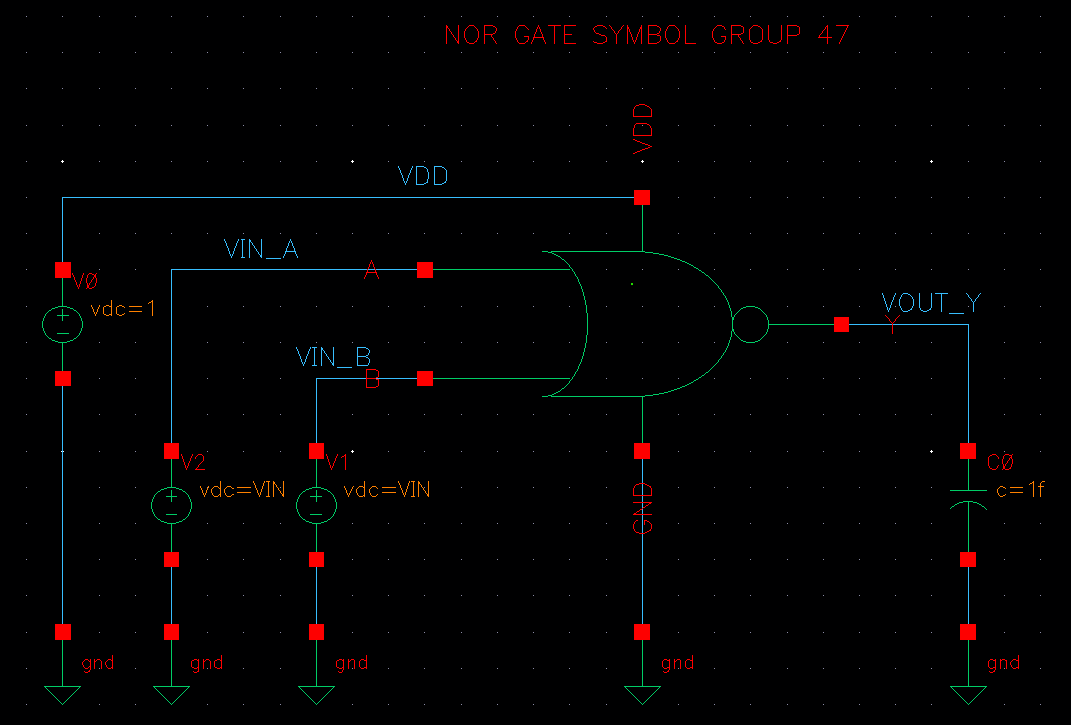 NOR GATE SYMBOL GROUP 47
VDD
VDD
VIN_A
A
V0
vdc=1
VOUT_Y
Y
VIN_B
B
V2
vdc=VIN
V1
vdc=VIN
GND
C0
c=1f
gnd
gnd
gnd
gnd
gnd